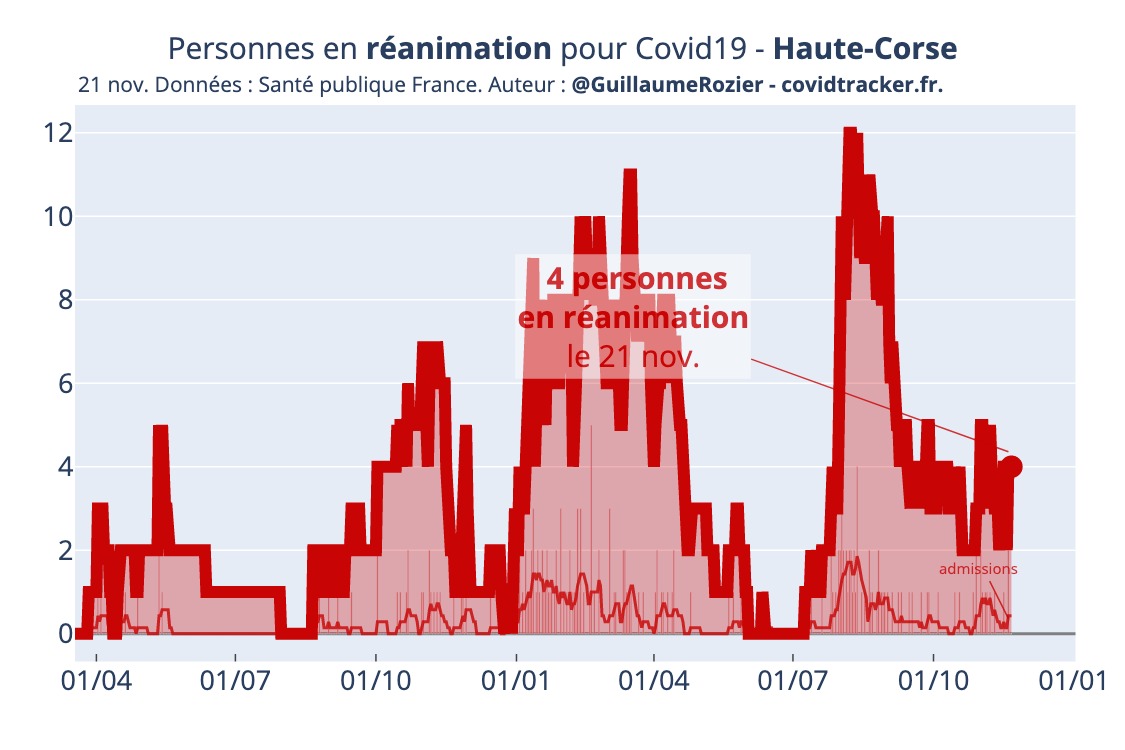 Personnes en réanimation pour Covid19 - Haute-Corse
21 nov. Données : Santé publique France. Auteur : @GuillaumeRozier - covidtracker.fr.
12
10
8
6
4
2
0
4 personnes
en réanimation
le 21 nov.
admissions
01/04
01/07
01/10
01/01
01/04
01/07
01/10
01/01